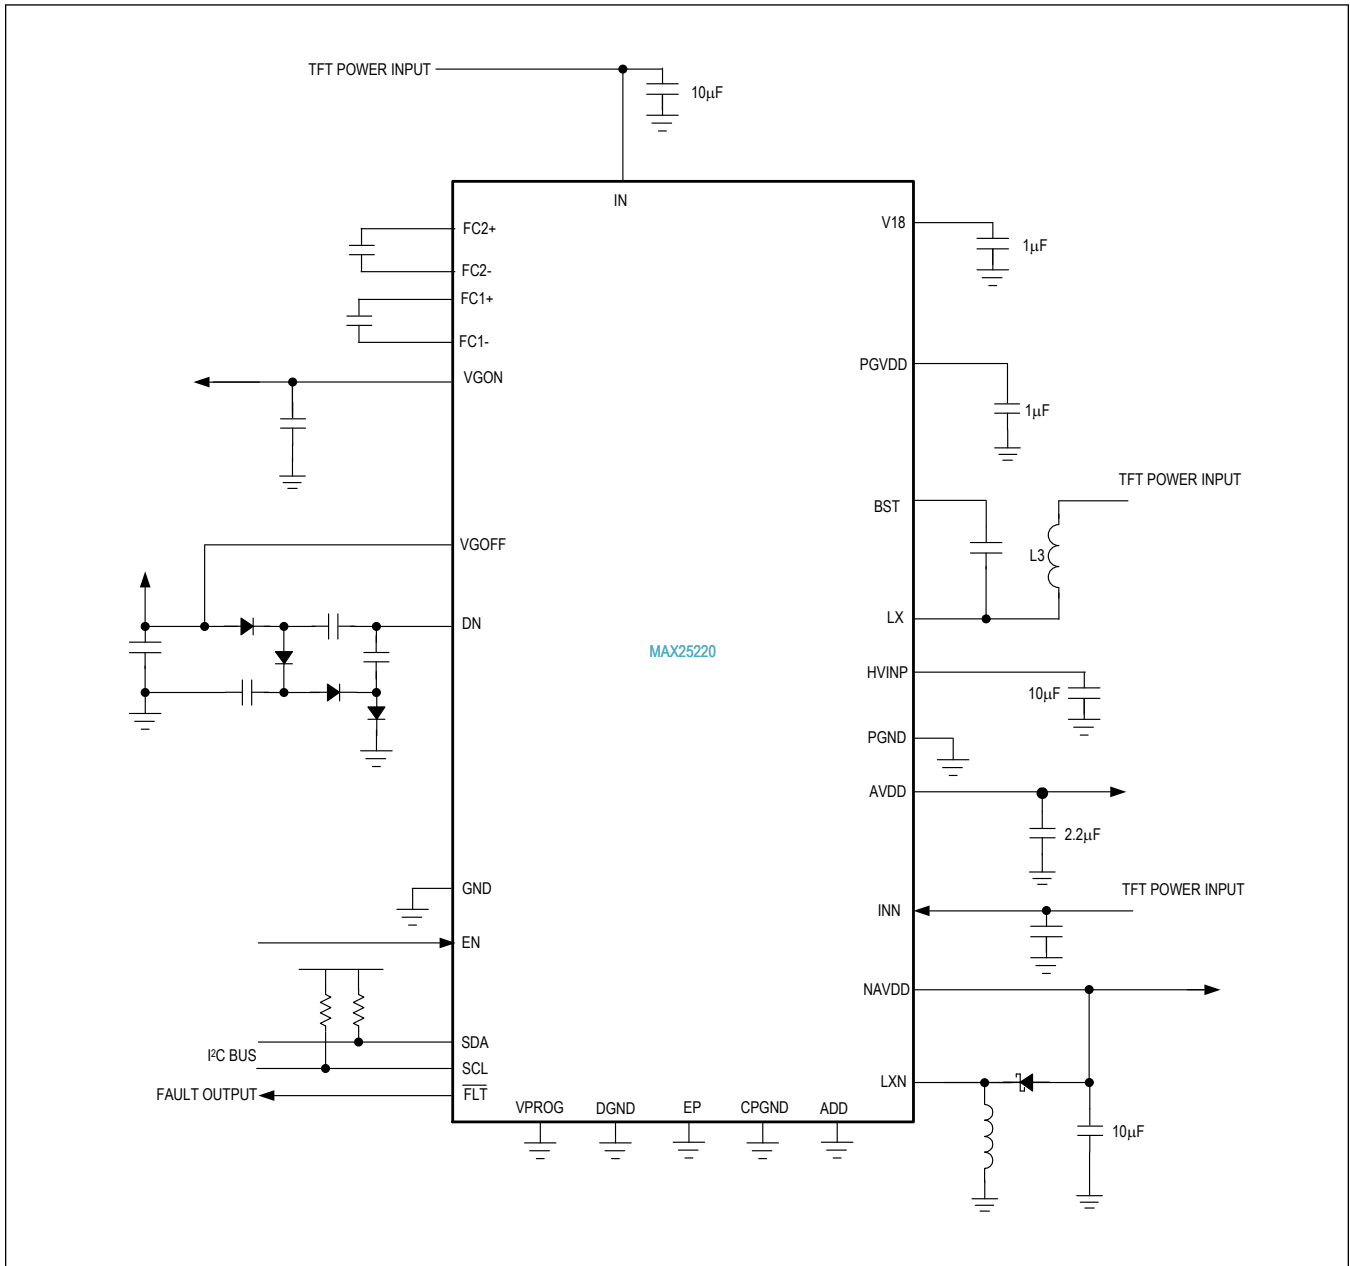 TFT POWER INPUT
10µF
IN
FC2+
V18
1µF
FC2-
FC1+
FC1-
PGVDD
VGON
1µF
TFT POWER INPUT
BST
VGOFF
L3
LX
DN
MAX25220
HVINP
10µF
PGND
AVDD
2.2µF
GND
TFT POWER INPUT
INN
EN
NAVDD
SDA
I²C BUS
SCL
LXN
FAULT OUTPUT
FLT
VPROG
DGND
EP
CPGND
ADD
10µF